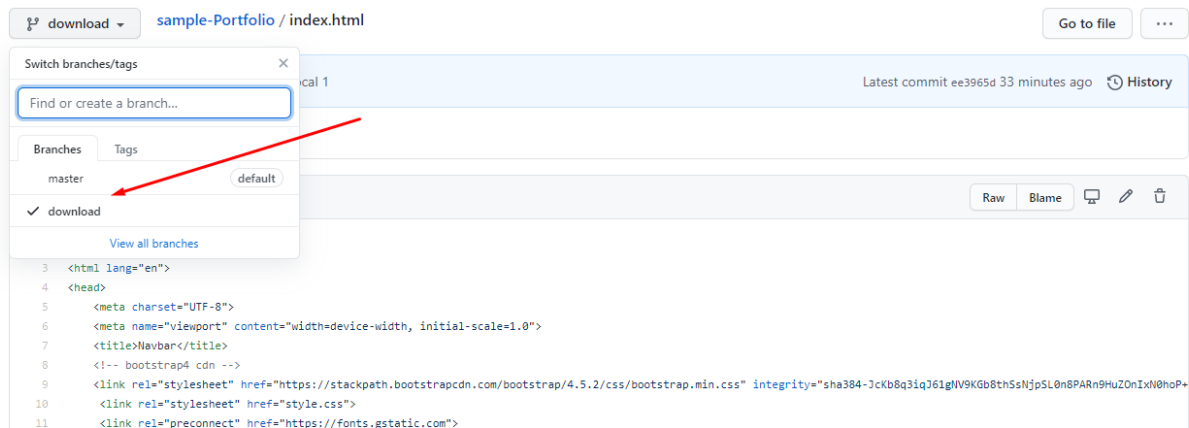 download
sample-Portfolio / index.html
Go to file
Switch branches/tags
ocal 1
Latest commit ee3965d 33 minutes ago
History
Find or create a branch...
Branches Tags
master default
download
View all branches
Raw Blame
3 <html lang="en">
4 <head>
5 <meta charset="UTF-8">
6 <meta name="viewport" content="width=device-width, initial-scale=1.0">
7 <title>Navbar</title>
8 <!-- bootstrap4 cdn -->
9 <link rel="stylesheet" href="https://stackpath.bootstrapcdn.com/bootstrap/4.5.2/css/bootstrap.min.css" integrity="sha384-JcKb8q3iqJ61gNV9KGb8thSsNjpSL0n8PARn9HuZOnIxN0hoP+
10 <link rel="stylesheet" href="style.css">
11 <link rel="preconnect" href="https://fonts.gstatic.com">